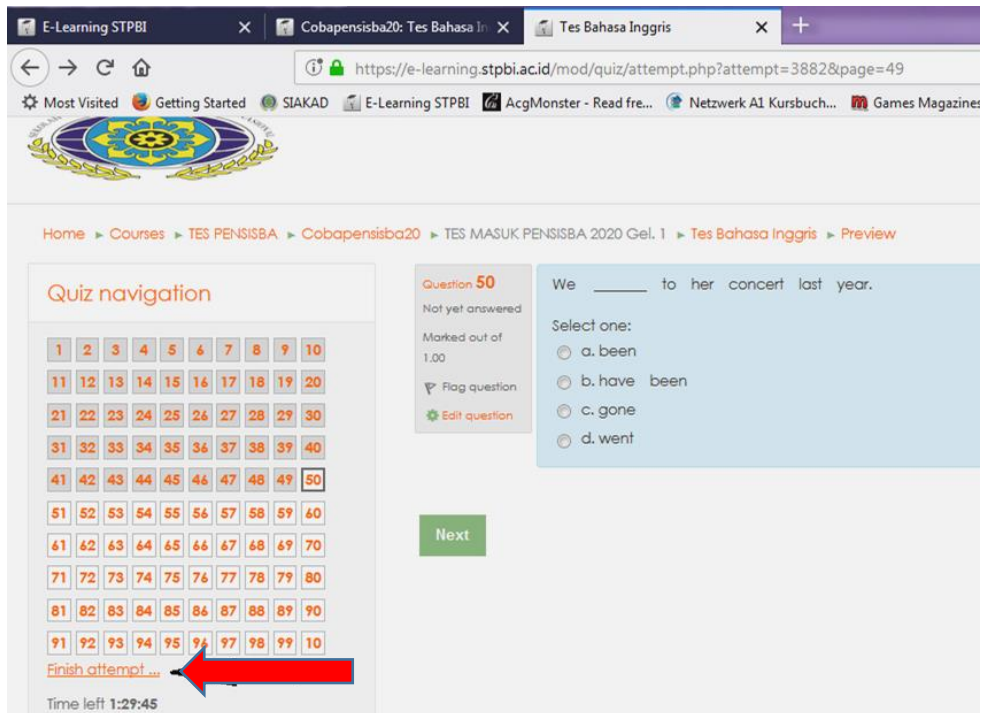 E-Learning STPBI
Cobapensisba20: Tes Bahasa In
Tes Bahasa Inggris
https://e-learning.stpbi.ac.id/mod/quiz/attempt.php?attempt=3882&page=49
Most Visited Getting Started SIAKAD E-Learning STPBI AcgMonster - Read fre... Netzwerk A1 Kursbuch... Games Magazines
Home ► Courses ► TES PENSISBA ► Cobapensisba20 ► TES MASUK PENSISBA 2020 Gel. 1 ► Tes Bahasa Inggris ► Preview
Quiz navigation
1 2 3 4 5 6 7 8 9 10
11 12 13 14 15 16 17 18 19 20
21 22 23 24 25 26 27 28 29 30
31 32 33 34 35 36 37 38 39 40
41 42 43 44 45 46 47 48 49 50
51 52 53 54 55 56 57 58 59 60
61 62 63 64 65 66 67 68 69 70
71 72 73 74 75 76 77 78 79 80
81 82 83 84 85 86 87 88 89 90
91 92 93 94 95 96 97 98 99 10
Finish attempt ...
Time left 1:29:45
Question 50
Not yet answered
Marked out of
1.00
Flag question
Edit question
We ______ to her concert last year.
Select one:
a. been
b. have been
c. gone
d. went
Next